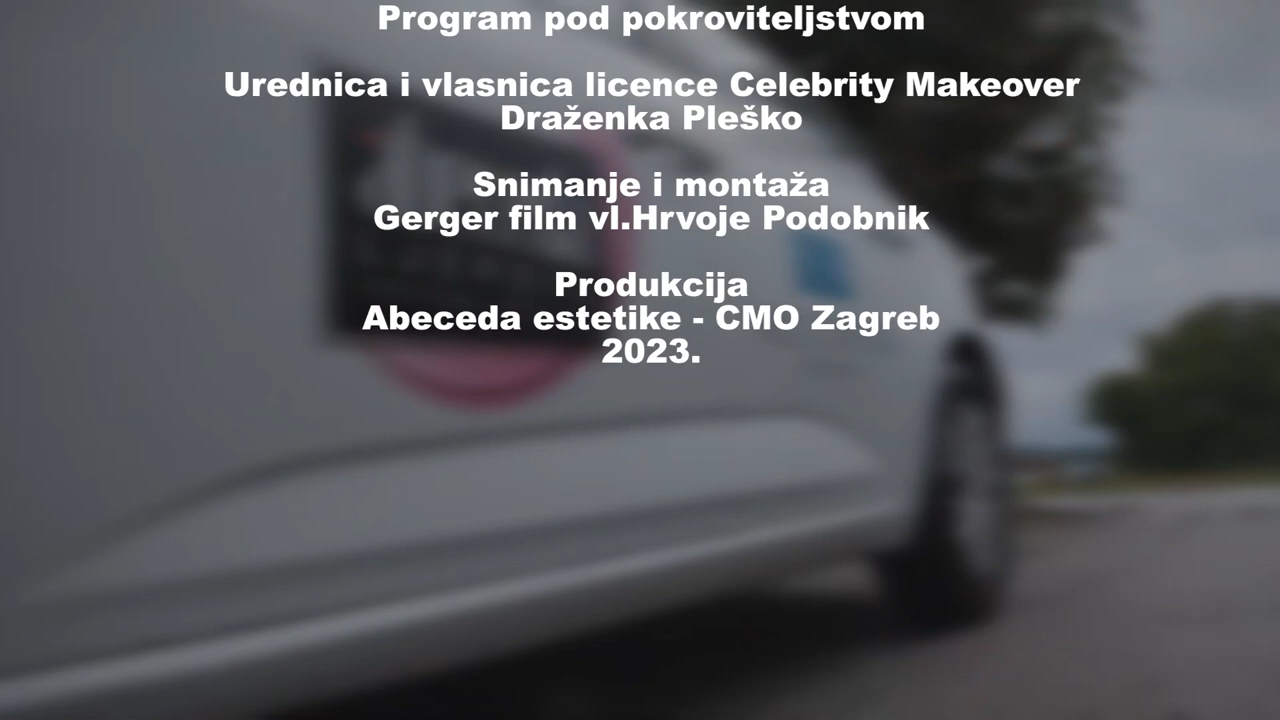 Program pod pokroviteljstvom
Urednica i vlasnica licence Celebrity Makeover
Draženka Pleško
Snimanje i montaža
Gerger film vl.Hrvoje Podobnik
Produkcija
Abeceda estetike - CMO Zagreb
2023.